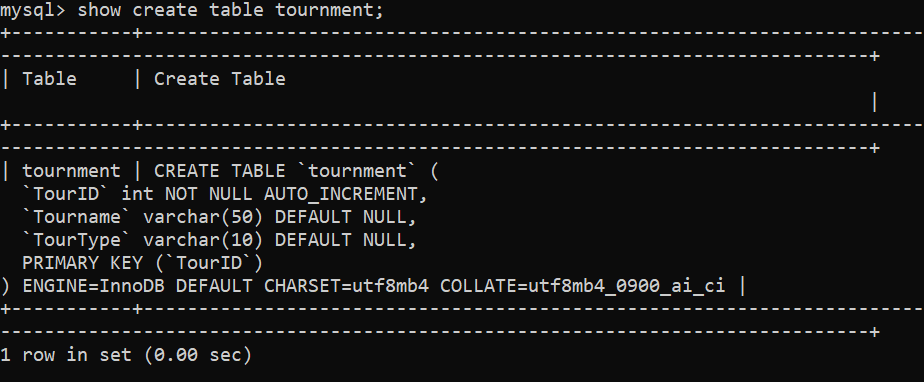 mysql> show create table tournment;
+-----------+----------------------------------------------------------------------
------------------------------------------------------------------------------+
| Table     | Create Table
                                                                              |
+-----------+----------------------------------------------------------------------
------------------------------------------------------------------------------+
| tournment | CREATE TABLE `tournment` (
  `TourID` int NOT NULL AUTO_INCREMENT,
  `Tourname` varchar(50) DEFAULT NULL,
  `TourType` varchar(10) DEFAULT NULL,
  PRIMARY KEY (`TourID`)
) ENGINE=InnoDB DEFAULT CHARSET=utf8mb4 COLLATE=utf8mb4_0900_ai_ci |
+-----------+----------------------------------------------------------------------
------------------------------------------------------------------------------+
1 row in set (0.00 sec)